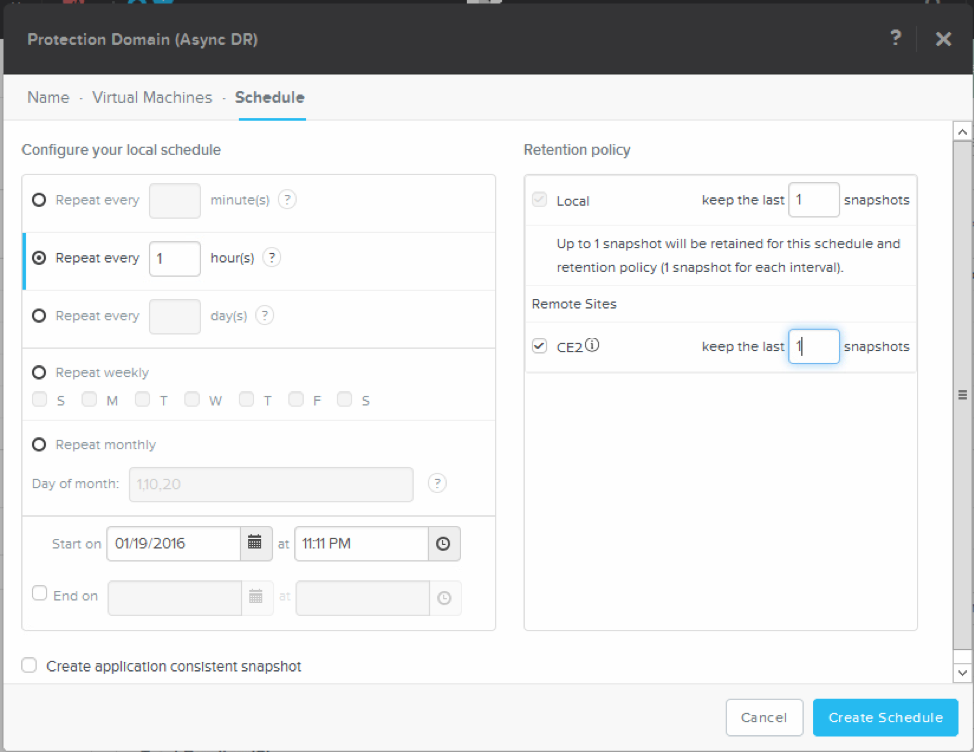 Protection Domain (Async DR) ? ×
Name · Virtual Machines · Schedule
Configure your local schedule
Repeat every minute(s) ?
Repeat every 1 hour(s) ?
Repeat every day(s) ?
Repeat weekly
S M T W T F S
Repeat monthly
Day of month: 1,10,20 ?
Start on 01/19/2016 at 11:11 PM
End on at
Create application consistent snapshot
Retention policy
Local keep the last 1 snapshots
Up to 1 snapshot will be retained for this schedule and
retention policy (1 snapshot for each interval).
Remote Sites
CE2 keep the last 1 snapshots
Cancel Create Schedule